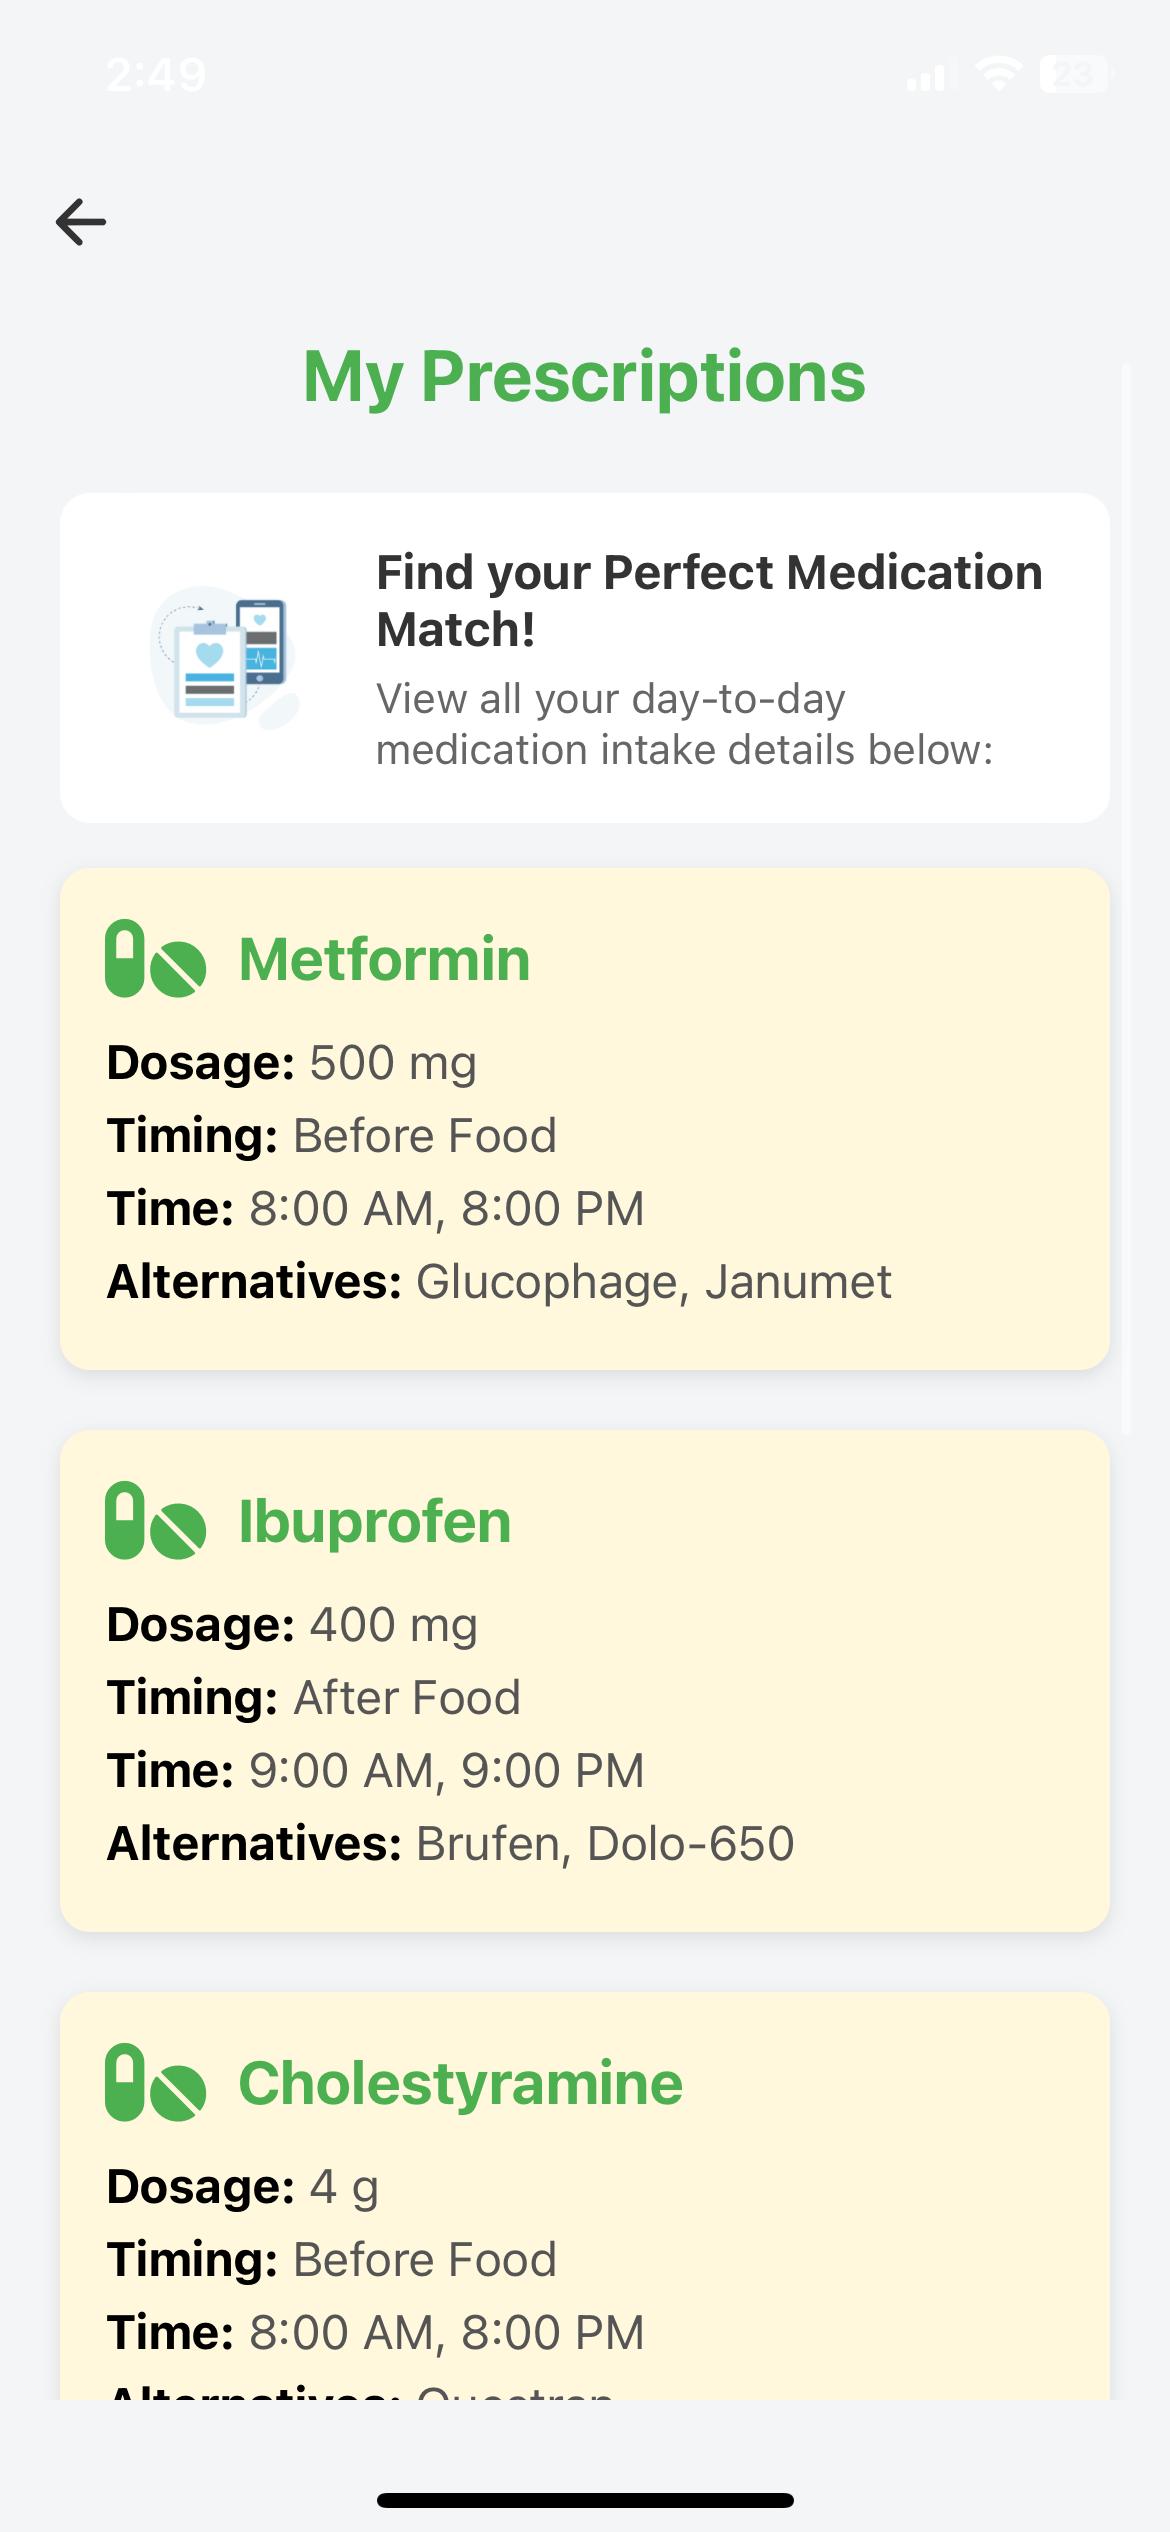 2:49
23
My Prescriptions
Find your Perfect Medication
Match!
View all your day-to-day
medication intake details below:
Metformin
Dosage: 500 mg
Timing: Before Food
Time: 8:00 AM, 8:00 PM
Alternatives: Glucophage, Janumet
Ibuprofen
Dosage: 400 mg
Timing: After Food
Time: 9:00 AM, 9:00 PM
Alternatives: Brufen, Dolo-650
Cholestyramine
Dosage: 4 g
Timing: Before Food
Time: 8:00 AM, 8:00 PM
Alternatives: Questran